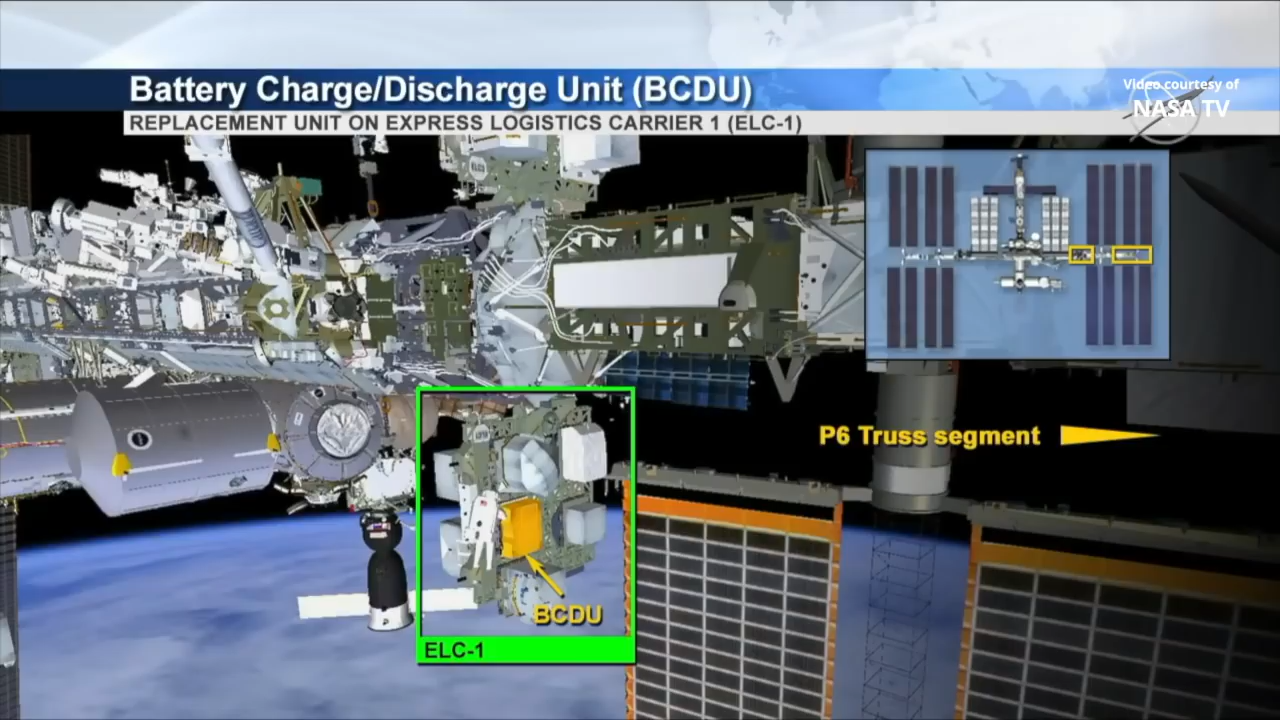 Battery Charge/Discharge Unit (BCDU)
REPLACEMENT UNIT ON EXPRESS LOGISTICS CARRIER 1 (ELC-1)
Video courtesy of
NASA TV
P6 Truss segment
BCDU
ELC-1